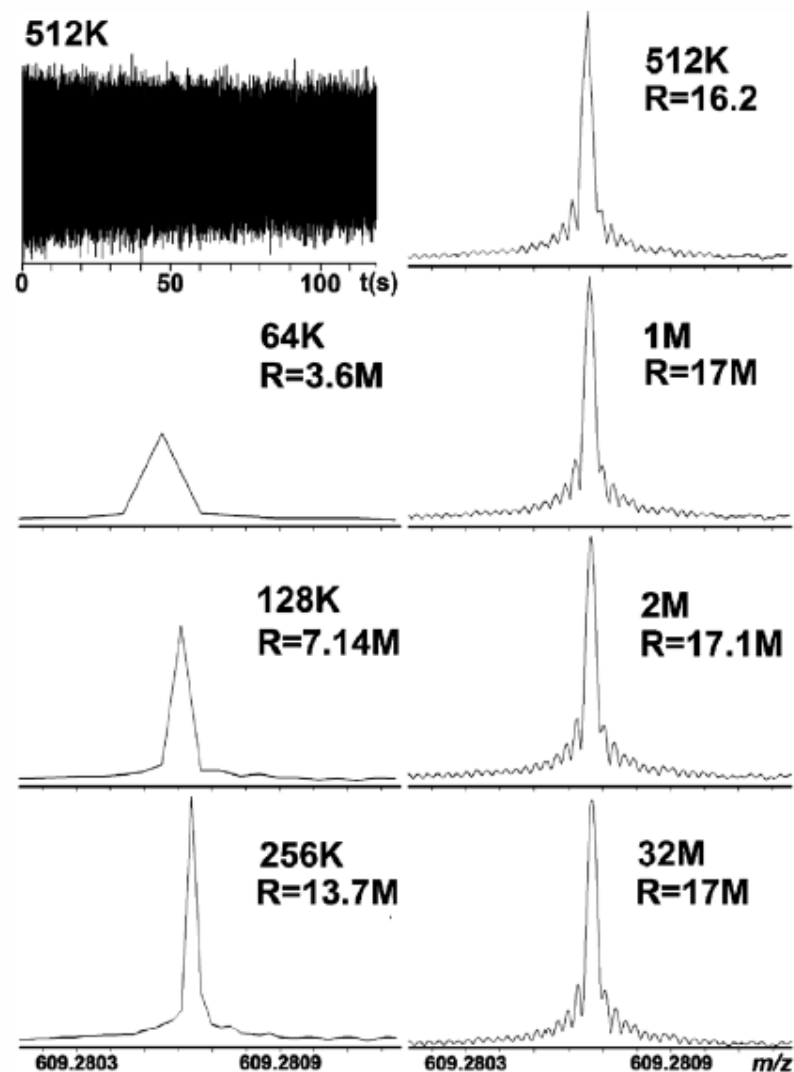 512K
0 50 100 t(s)
512K
R=16.2
64K
R=3.6M
1M
R=17M
128K
R=7.14M
2M
R=17.1M
256K
R=13.7M
32M
R=17M
609.2803 609.2809 609.2803 609.2809 m/z